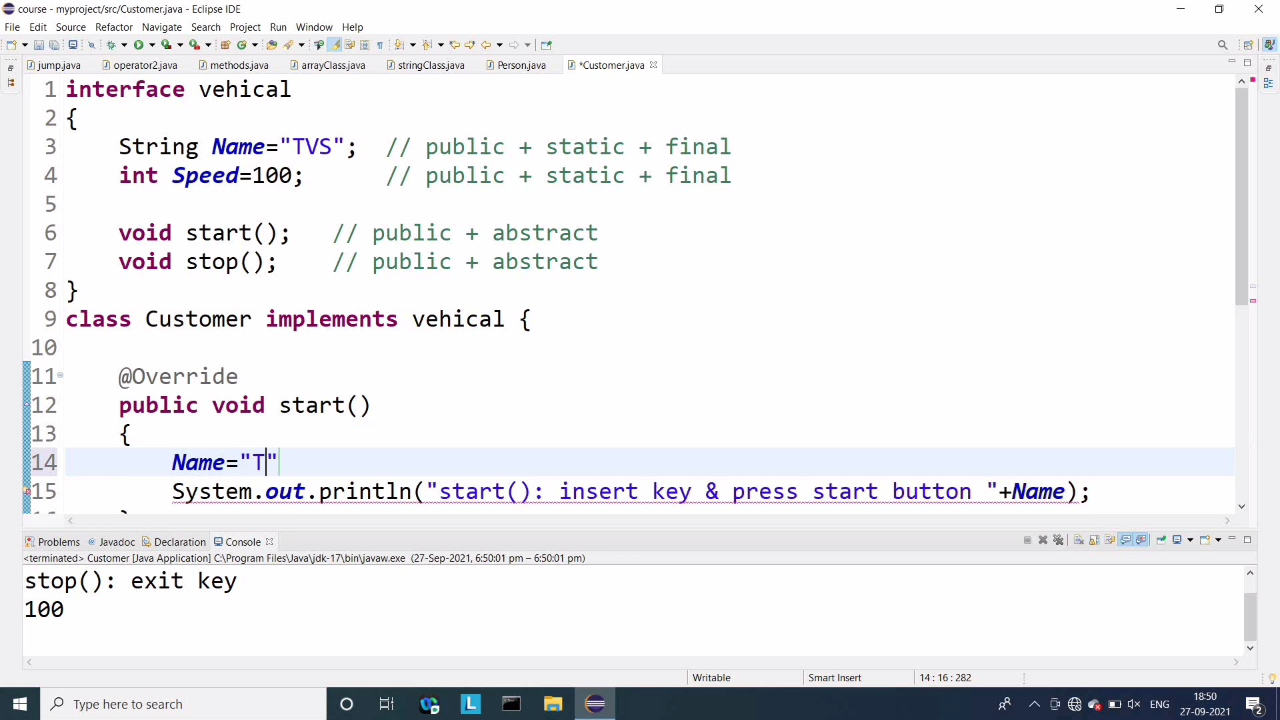 course - myproject/src/Customer.java - Eclipse IDE
File Edit Source Refactor Navigate Search Project Run Window Help
jump.java operator2.java methods.java arrayClass.java stringClass.java Person.java *Customer.java
1 interface vehical
2 {
3 String Name="TVS"; // public + static + final
4 int Speed=100; // public + static + final
5
6 void start(); // public + abstract
7 void stop(); // public + abstract
8 }
9 class Customer implements vehical {
10
11 @Override
12 public void start()
13 {
14 Name="T"
15 System.out.println("start(): insert key & press start button "+Name);
Problems Javadoc Declaration Console
<terminated> Customer [Java Application] C:\Program Files\Java\jdk-17\bin\javaw.exe (27-Sep-2021, 6:50:01 pm – 6:50:01 pm)
stop(): exit key
100
Writable Smart Insert 14 : 16 : 282
Type here to search
L
ENG
18:50
27-09-2021
2